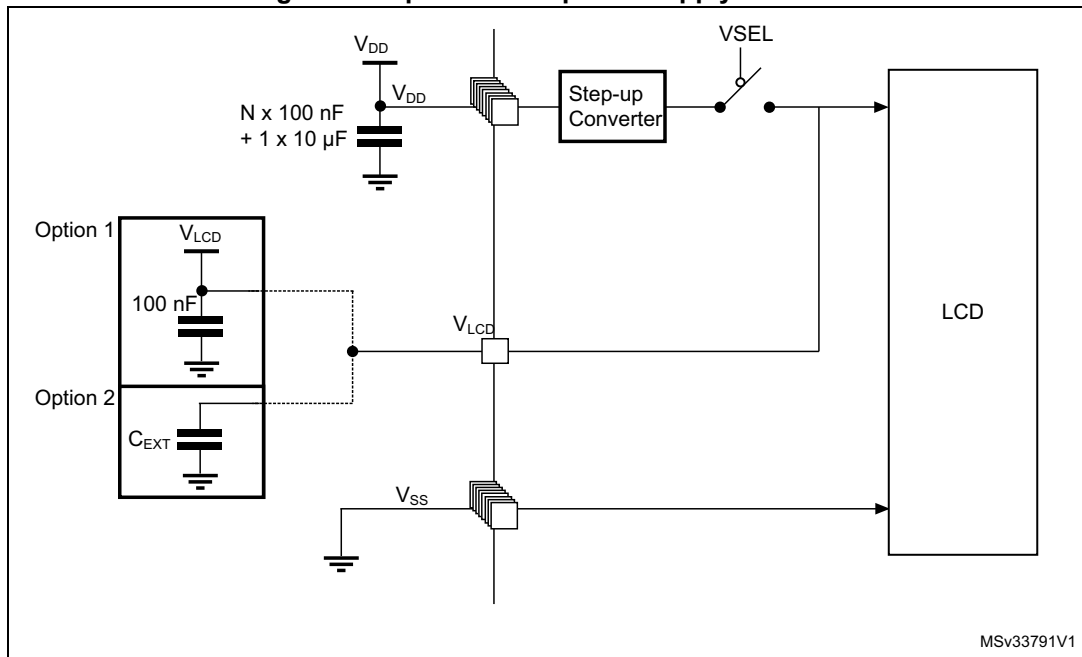 VSEL
VDD
VDD
Step-up
Converter
N x 100 nF
+ 1 x 10 µF
Option 1
VLCD
100 nF
VLCD
LCD
Option 2
CEXT
VSS
MSv33791V1